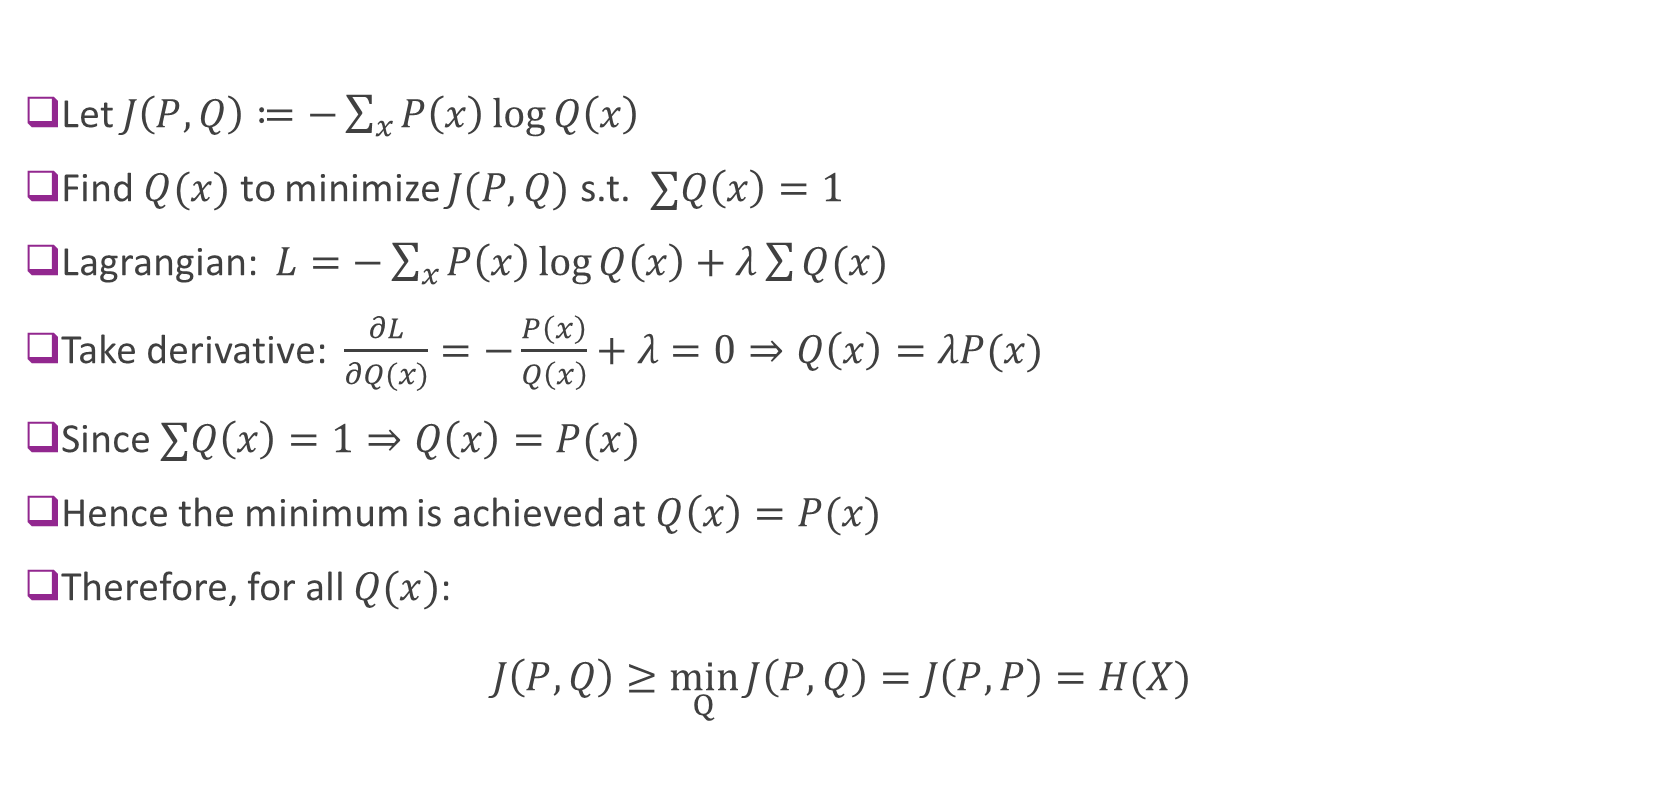 ❑Let J(P, Q) ≔ −∑ₓ P(x) log Q(x)
❑Find Q(x) to minimize J(P, Q) s.t. ∑Q(x) = 1
❑Lagrangian: L = −∑ₓ P(x) log Q(x) + λ ∑ Q(x)
❑Take derivative: ∂L/∂Q(x) = −P(x)/Q(x) + λ = 0 ⇒ Q(x) = λP(x)
❑Since ∑Q(x) = 1 ⇒ Q(x) = P(x)
❑Hence the minimum is achieved at Q(x) = P(x)
❑Therefore, for all Q(x):
J(P, Q) ≥ min_Q J(P, Q) = J(P, P) = H(X)